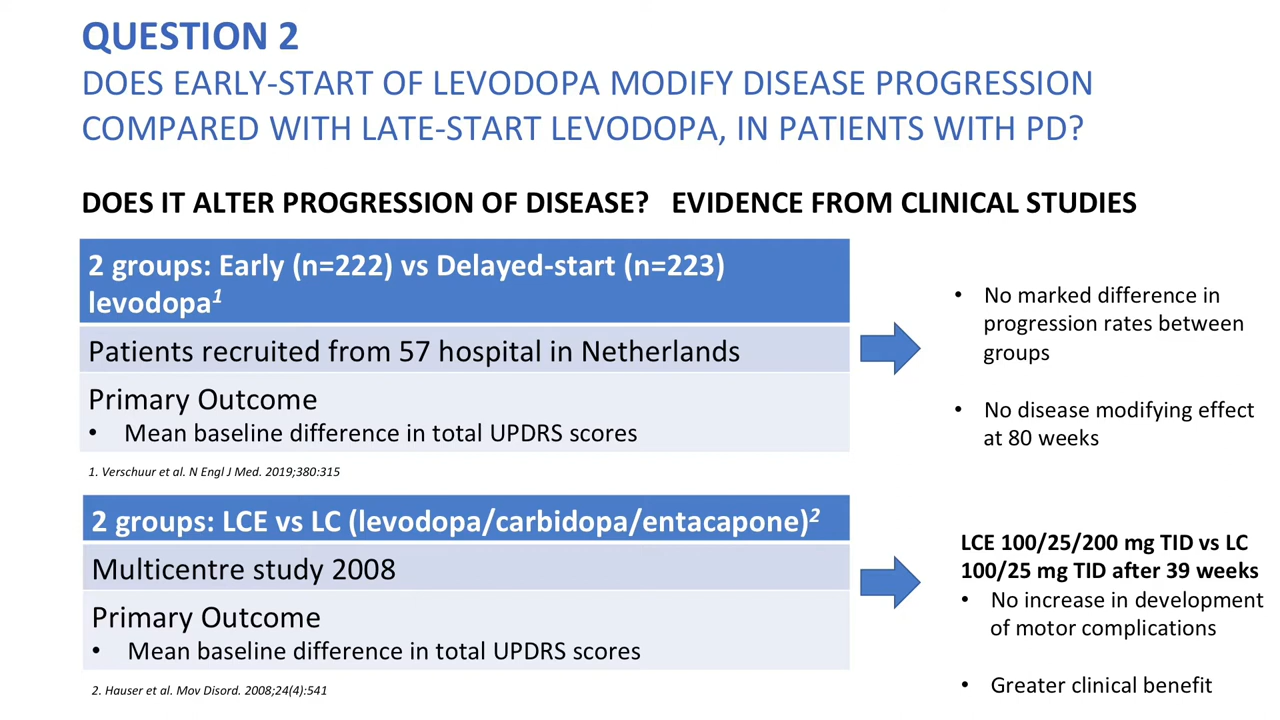 QUESTION 2
DOES EARLY-START OF LEVODOPA MODIFY DISEASE PROGRESSION
COMPARED WITH LATE-START LEVODOPA, IN PATIENTS WITH PD?
DOES IT ALTER PROGRESSION OF DISEASE? EVIDENCE FROM CLINICAL STUDIES
2 groups: Early (n=222) vs Delayed-start (n=223)
levodopa1
Patients recruited from 57 hospital in Netherlands
Primary Outcome
• Mean baseline difference in total UPDRS scores
1. Verschuur et al. N Engl J Med. 2019;380:315
• No marked difference in
progression rates between
groups
• No disease modifying effect
at 80 weeks
2 groups: LCE vs LC (levodopa/carbidopa/entacapone)2
Multicentre study 2008
Primary Outcome
• Mean baseline difference in total UPDRS scores
2. Hauser et al. Mov Disord. 2008;24(4):541
LCE 100/25/200 mg TID vs LC
100/25 mg TID after 39 weeks
• No increase in development
of motor complications
• Greater clinical benefit